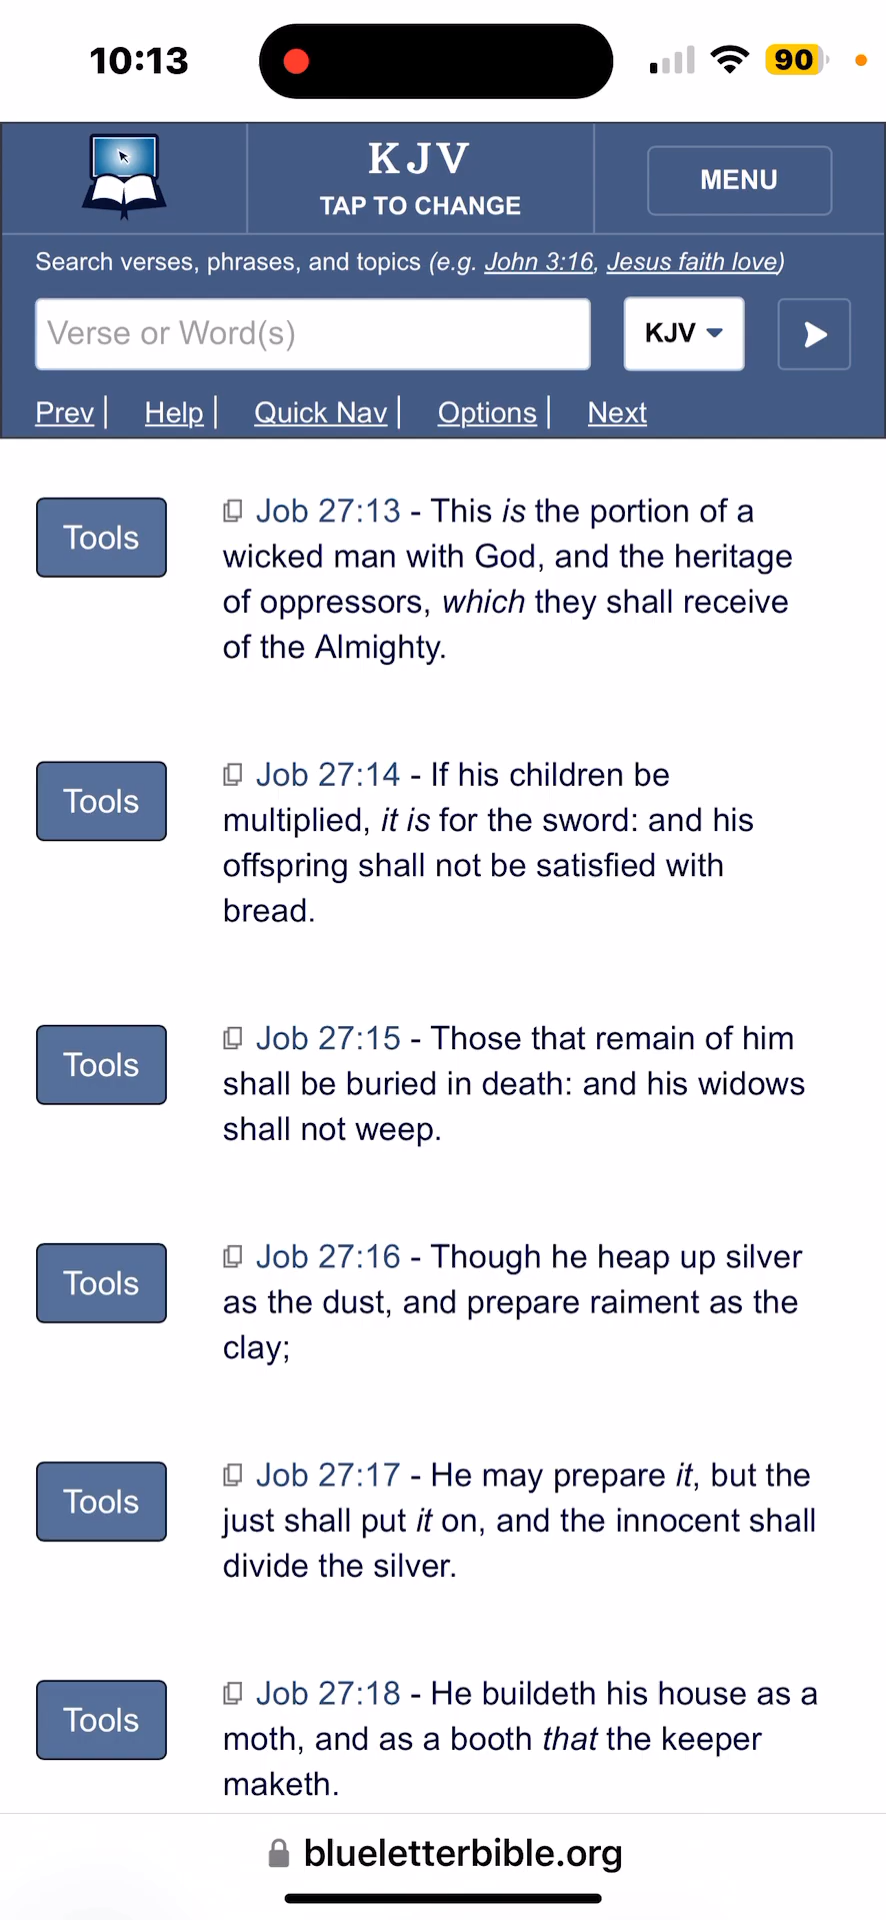 10:13
90
KJV
TAP TO CHANGE
MENU
Search verses, phrases, and topics (e.g. John 3:16, Jesus faith love)
Verse or Word(s)
KJV
Prev | Help | Quick Nav | Options | Next
Tools
Job 27:13 - This is the portion of a
wicked man with God, and the heritage
of oppressors, which they shall receive
of the Almighty.
Tools
Job 27:14 - If his children be
multiplied, it is for the sword: and his
offspring shall not be satisfied with
bread.
Tools
Job 27:15 - Those that remain of him
shall be buried in death: and his widows
shall not weep.
Tools
Job 27:16 - Though he heap up silver
as the dust, and prepare raiment as the
clay;
Tools
Job 27:17 - He may prepare it, but the
just shall put it on, and the innocent shall
divide the silver.
Tools
Job 27:18 - He buildeth his house as a
moth, and as a booth that the keeper
maketh.
blueletterbible.org